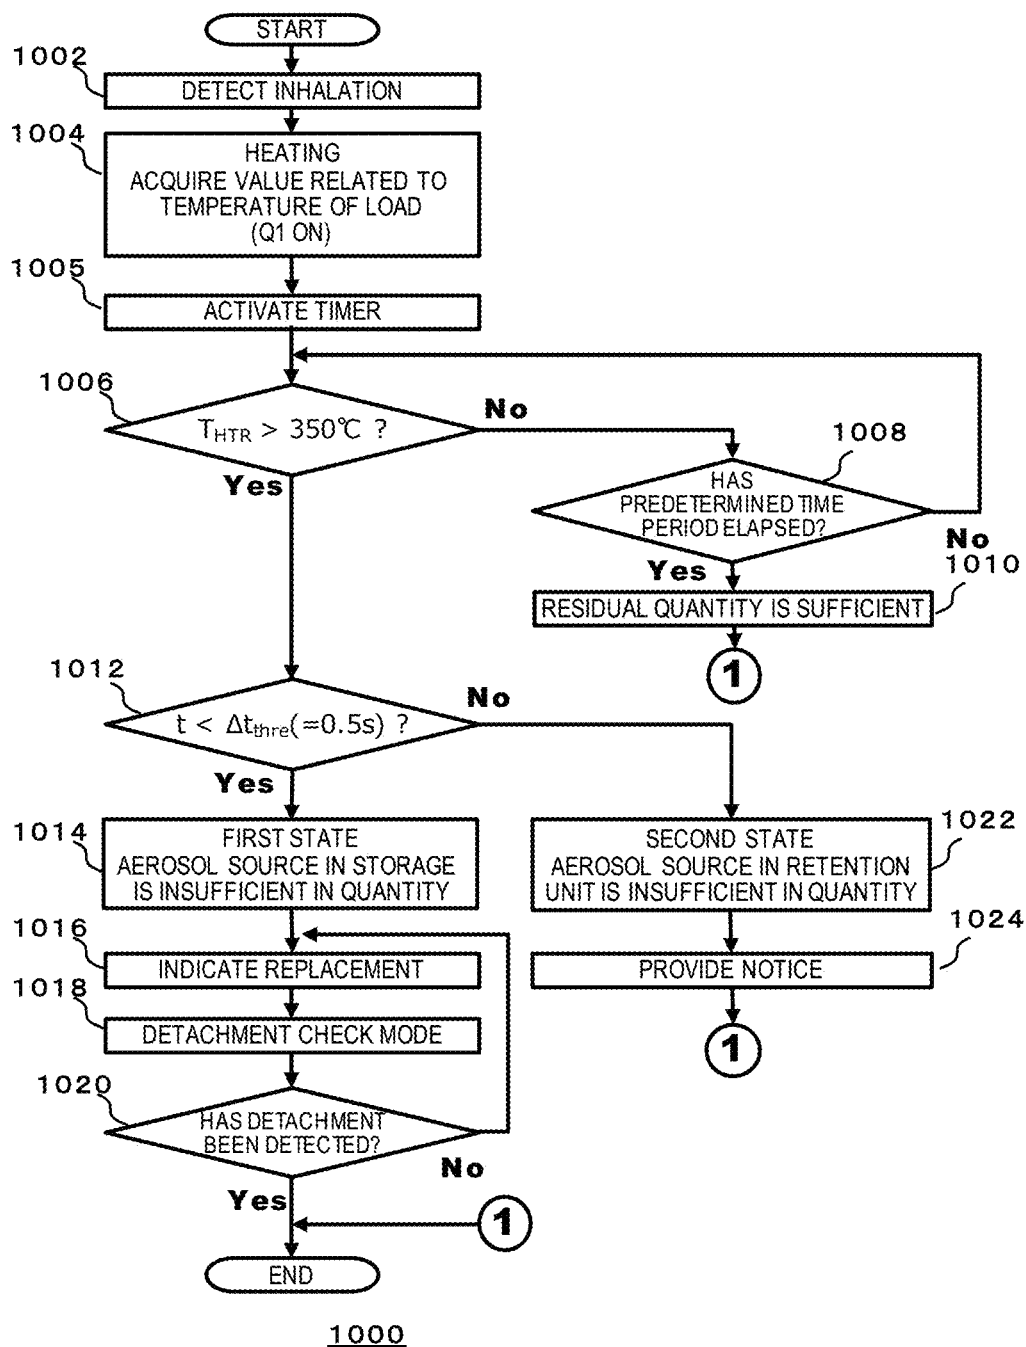 START
1002
DETECT INHALATION
1004
HEATING
ACQUIRE VALUE RELATED TO
TEMPERATURE OF LOAD
(Q1 ON)
1005
ACTIVATE TIMER
1006
T_HTR > 350℃ ?
No
Yes
1008
HAS
PREDETERMINED TIME
PERIOD ELAPSED?
No
Yes
1010
RESIDUAL QUANTITY IS SUFFICIENT
1
1012
t < Δt_thre(=0.5s) ?
No
Yes
1014
FIRST STATE
AEROSOL SOURCE IN STORAGE
IS INSUFFICIENT IN QUANTITY
1022
SECOND STATE
AEROSOL SOURCE IN RETENTION
UNIT IS INSUFFICIENT IN QUANTITY
1016
INDICATE REPLACEMENT
1024
PROVIDE NOTICE
1018
DETACHMENT CHECK MODE
1
1020
HAS DETACHMENT
BEEN DETECTED?
No
Yes
1
END
1000